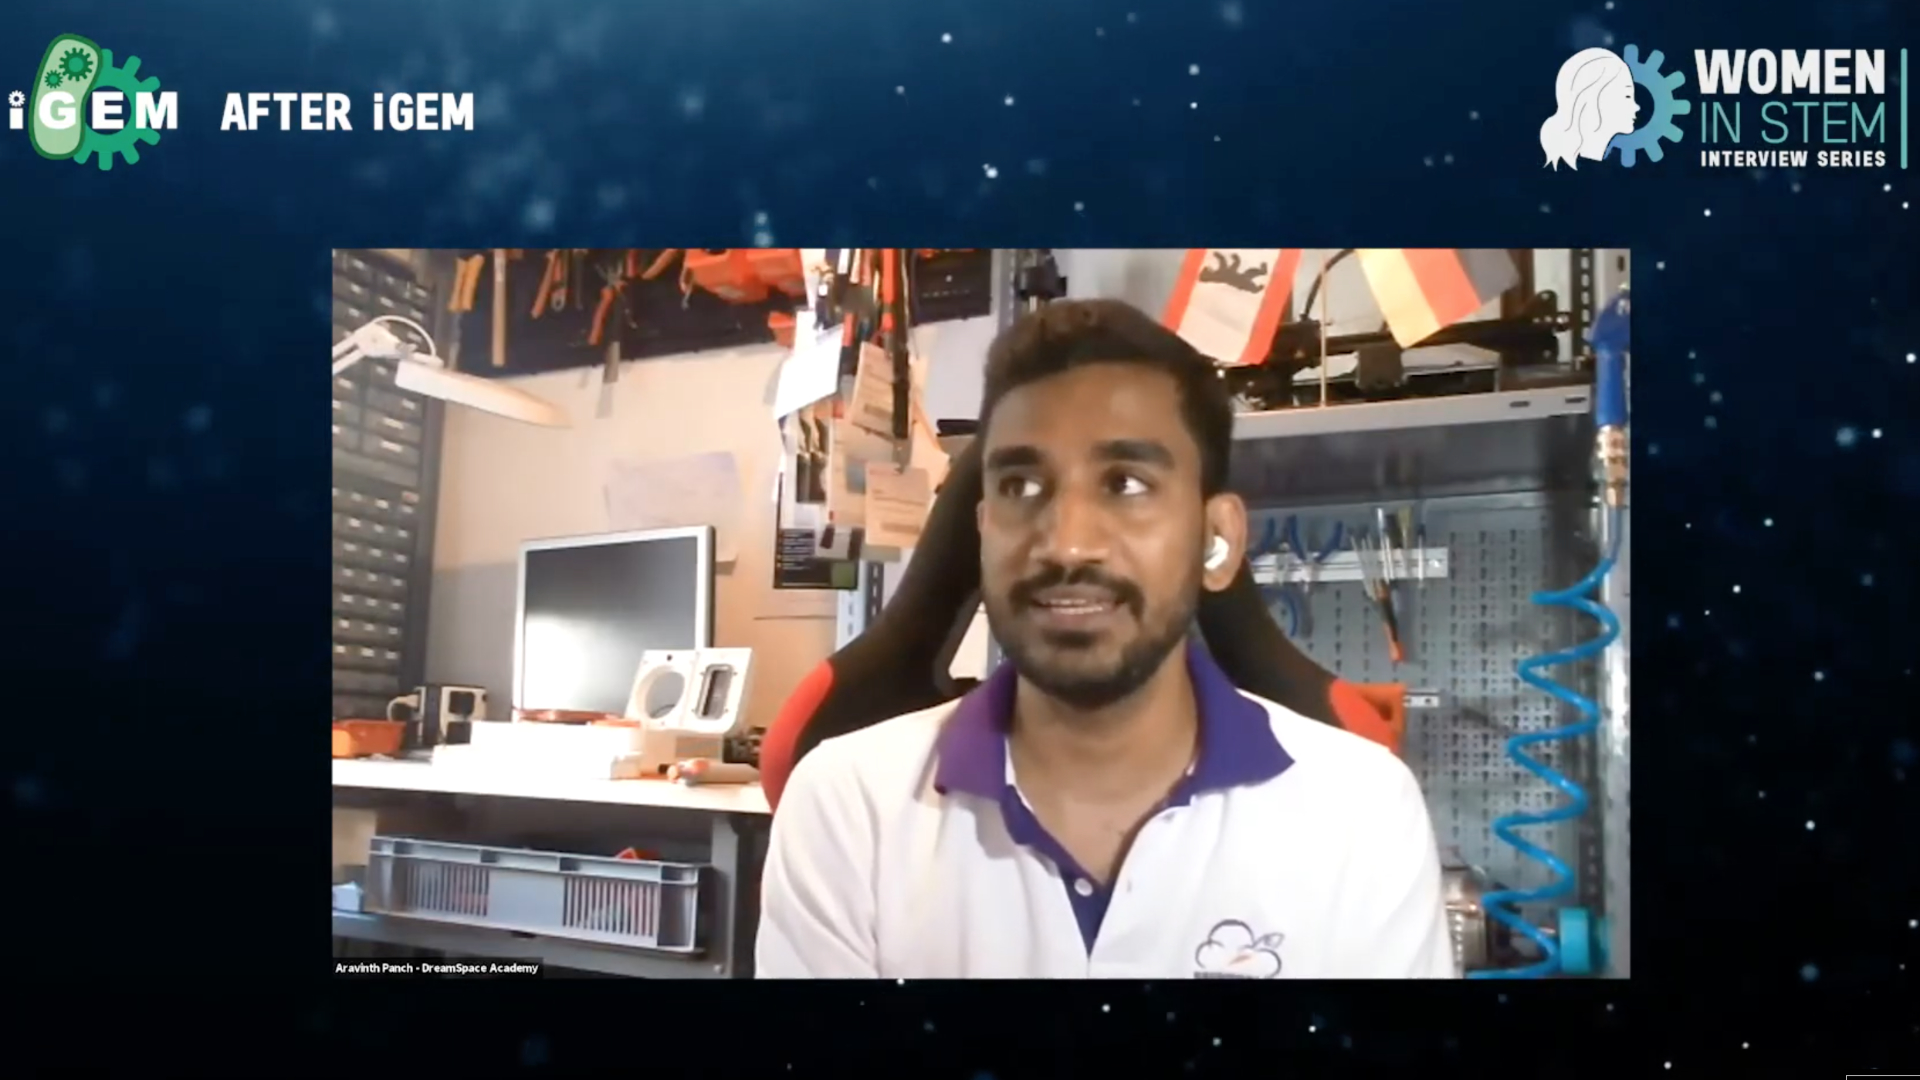 iGEM
AFTER iGEM
WOMEN
IN STEM
INTERVIEW SERIES
Aravinth Panch - DreamSpace Academy